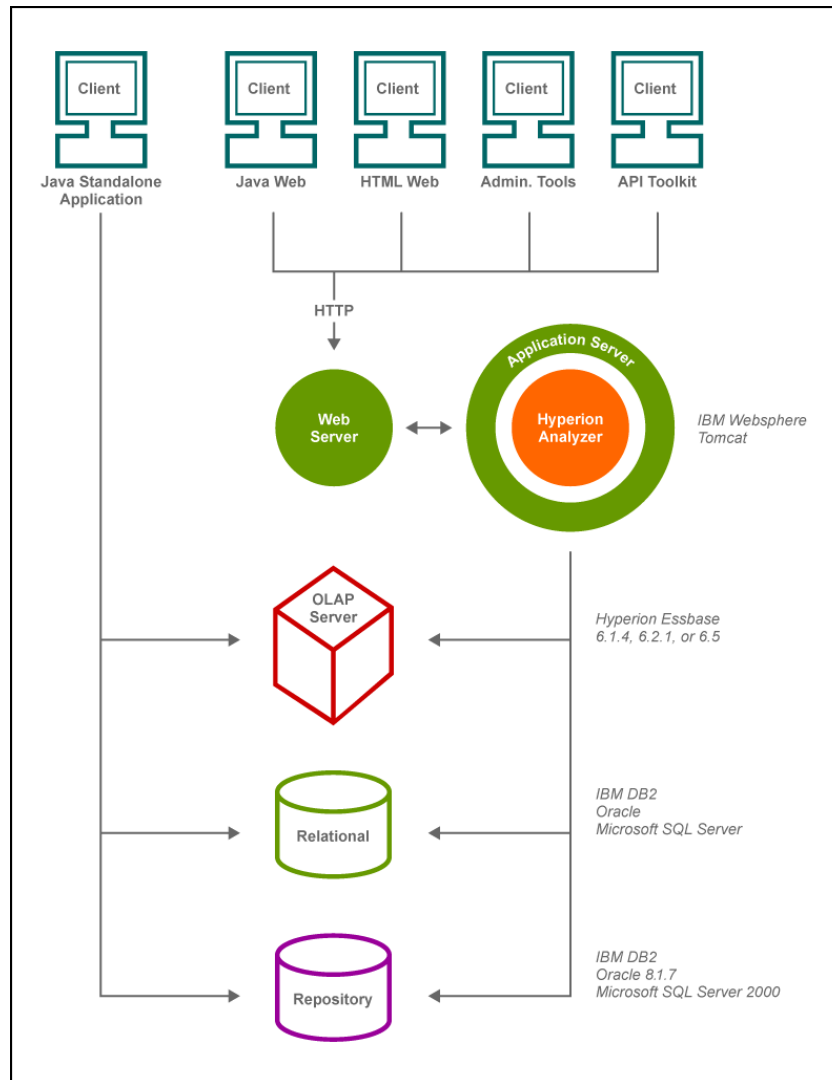 Client
Client
Client
Client
Client
Java Standalone
Application
Java Web
HTML Web
Admin. Tools
API Toolkit
HTTP
Application Server
Web
Server
Hyperion
Analyzer
IBM Websphere
Tomcat
OLAP
Server
Hyperion Essbase
6.1.4, 6.2.1, or 6.5
Relational
IBM DB2
Oracle
Microsoft SQL Server
Repository
IBM DB2
Oracle 8.1.7
Microsoft SQL Server 2000